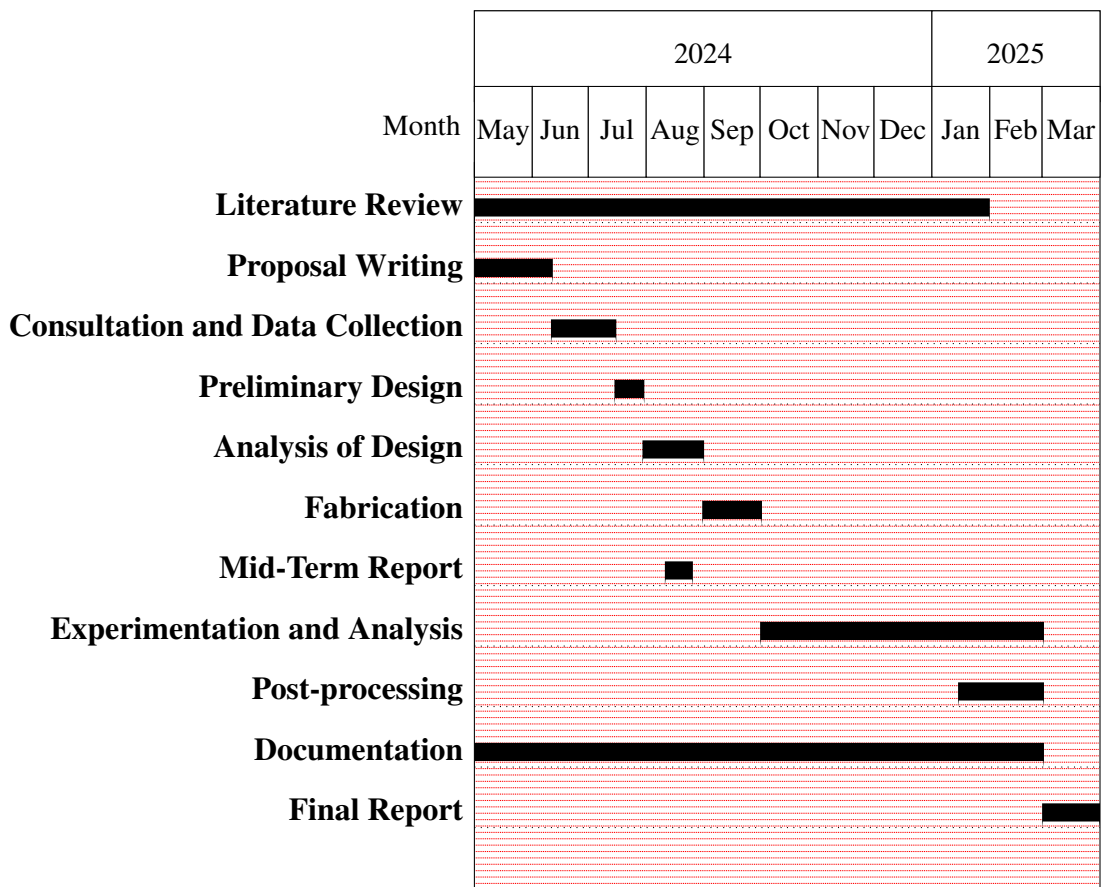 2024 2025
Month May Jun Jul Aug Sep Oct Nov Dec Jan Feb Mar
Literature Review
Proposal Writing
Consultation and Data Collection
Preliminary Design
Analysis of Design
Fabrication
Mid-Term Report
Experimentation and Analysis
Post-processing
Documentation
Final Report